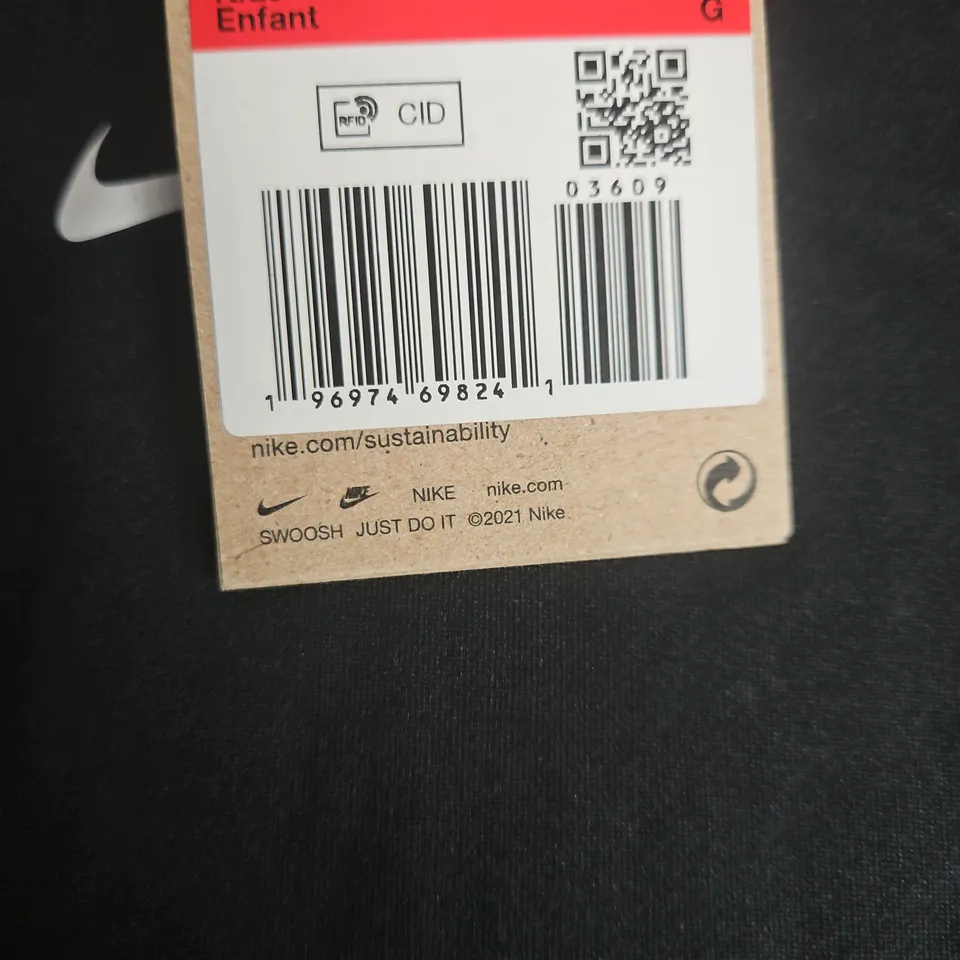 Enfant G
RFID CID
03609
1 96974 69824 1
nike.com/sustainability
NIKE NIKE nike.com
SWOOSH JUST DO IT ©2021 Nike